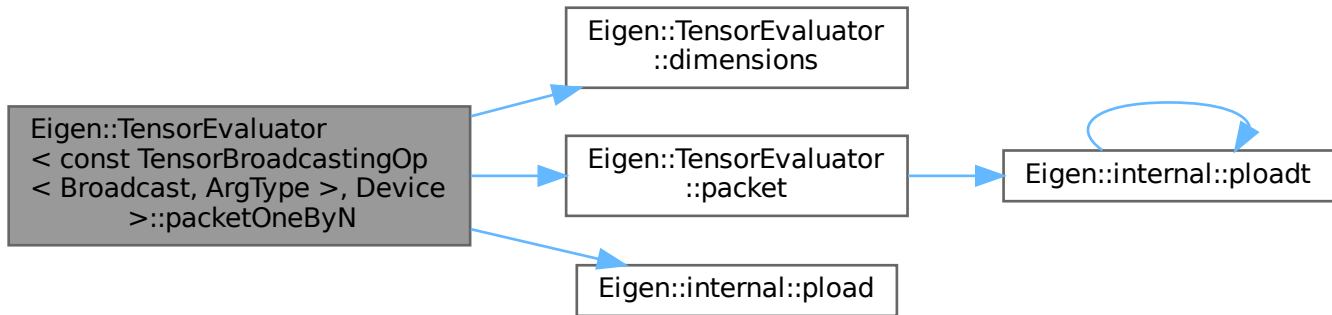 Eigen::TensorEvaluator
< const TensorBroadcastingOp
< Broadcast, ArgType >, Device
>::packetOneByN
Eigen::TensorEvaluator
::dimensions
Eigen::TensorEvaluator
::packet
Eigen::internal::pload
Eigen::internal::ploadt